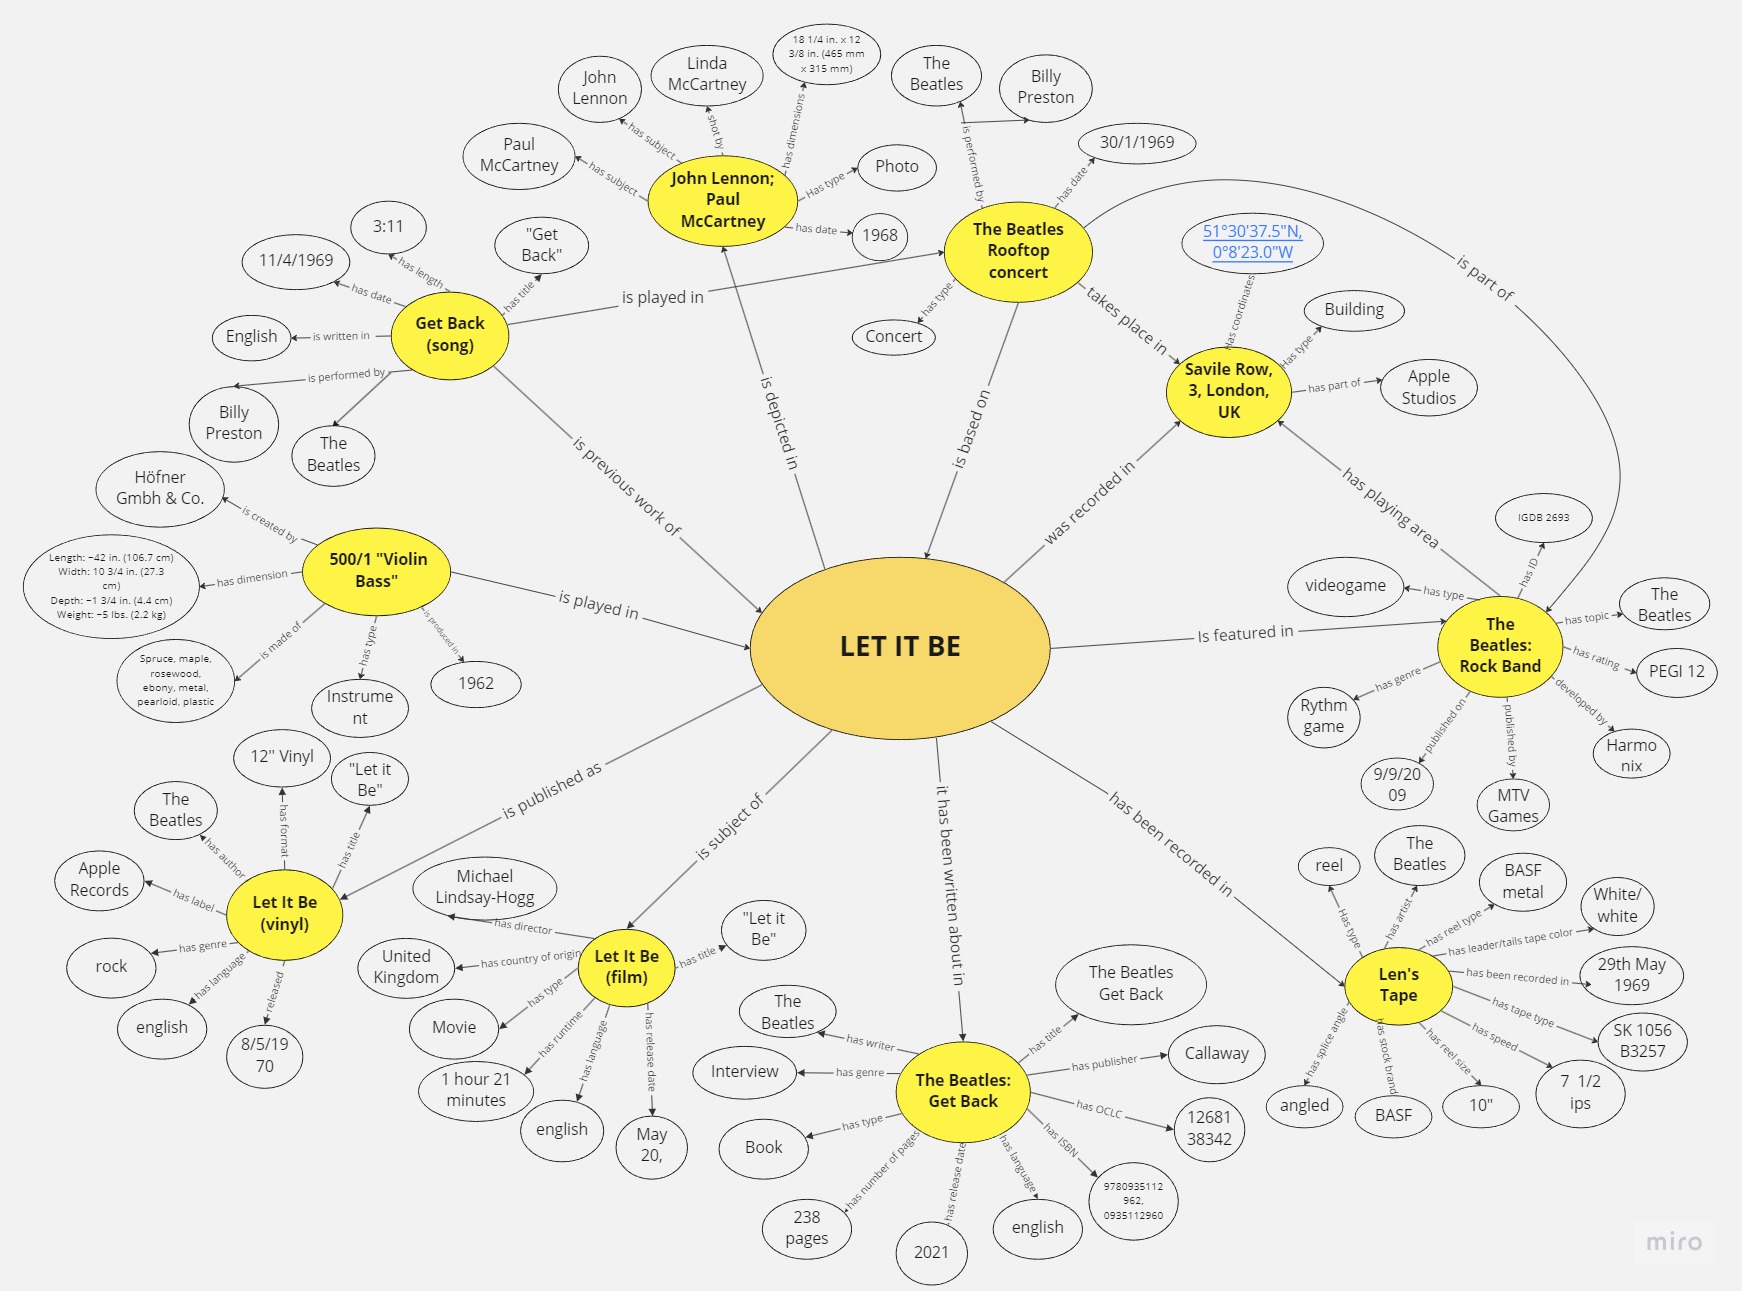 18 1/4 in. x 12
3/8 in. (465 mm
x 315 mm)
John
Lennon
Linda
McCartney
Paul
McCartney
has subject
has subject
shot by
has dimensions
Has type
Photo
has date
1968
John Lennon;
Paul
McCartney
The
Beatles
Billy
Preston
is performed by
has date
30/1/1969
The Beatles
Rooftop
concert
has type
Concert
takes place in
is part of
51°30'37.5"N,
0°8'23.0"W
Has coordinates
Has type
Building
has part of
Apple
Studios
Savile Row,
3, London,
UK
3:11
has length
11/4/1969
has date
"Get
Back"
has title
English
is written in
is performed by
Billy
Preston
The
Beatles
Get Back
(song)
is played in
is previous work of
is depicted in
is based on
was recorded in
has playing area
Höfner
Gmbh & Co.
is created by
Length: ~42 in. (106.7 cm)
Width: 10 3/4 in. (27.3
cm)
Depth: ~1 3/4 in. (4.4 cm)
Weight: ~5 lbs. (2.2 kg)
has dimension
Spruce, maple,
rosewood,
ebony, metal,
pearloid, plastic
is made of
has type
Instrume
nt
is produced in
1962
500/1 "Violin
Bass"
is played in
LET IT BE
Is featured in
IGDB 2693
has ID
videogame
has type
has topic
The
Beatles
has rating
PEGI 12
developed by
Harmo
nix
published by
MTV
Games
published on
9/9/20
09
has genre
Rythm
game
The
Beatles:
Rock Band
is published as
is subject of
it has been written about in
has been recorded in
12'' Vinyl
has format
"Let it
Be"
has title
The
Beatles
has author
Apple
Records
has label
rock
has genre
english
has language
released
8/5/19
70
Let It Be
(vinyl)
Michael
Lindsay-Hogg
has director
United
Kingdom
has country of origin
Movie
has type
1 hour 21
minutes
has runtime
english
has language
May
20,
has release date
"Let it
Be"
has title
Let It Be
(film)
The Beatles
Get Back
has title
The
Beatles
has writer
Interview
has genre
Book
has type
238
pages
has number of pages
2021
has release date
english
has language
9780935112
962,
0935112960
has ISBN
12681
38342
has OCLC
Callaway
has publisher
The Beatles:
Get Back
reel
Has type
The
Beatles
has artist
BASF
metal
has reel type
White/
white
has leader/tails tape color
29th May
1969
has been recorded in
SK 1056
B3257
has tape type
7 1/2
ips
has speed
10"
has reel size
BASF
has stock brand
angled
has splice angle
Len's
Tape
miro